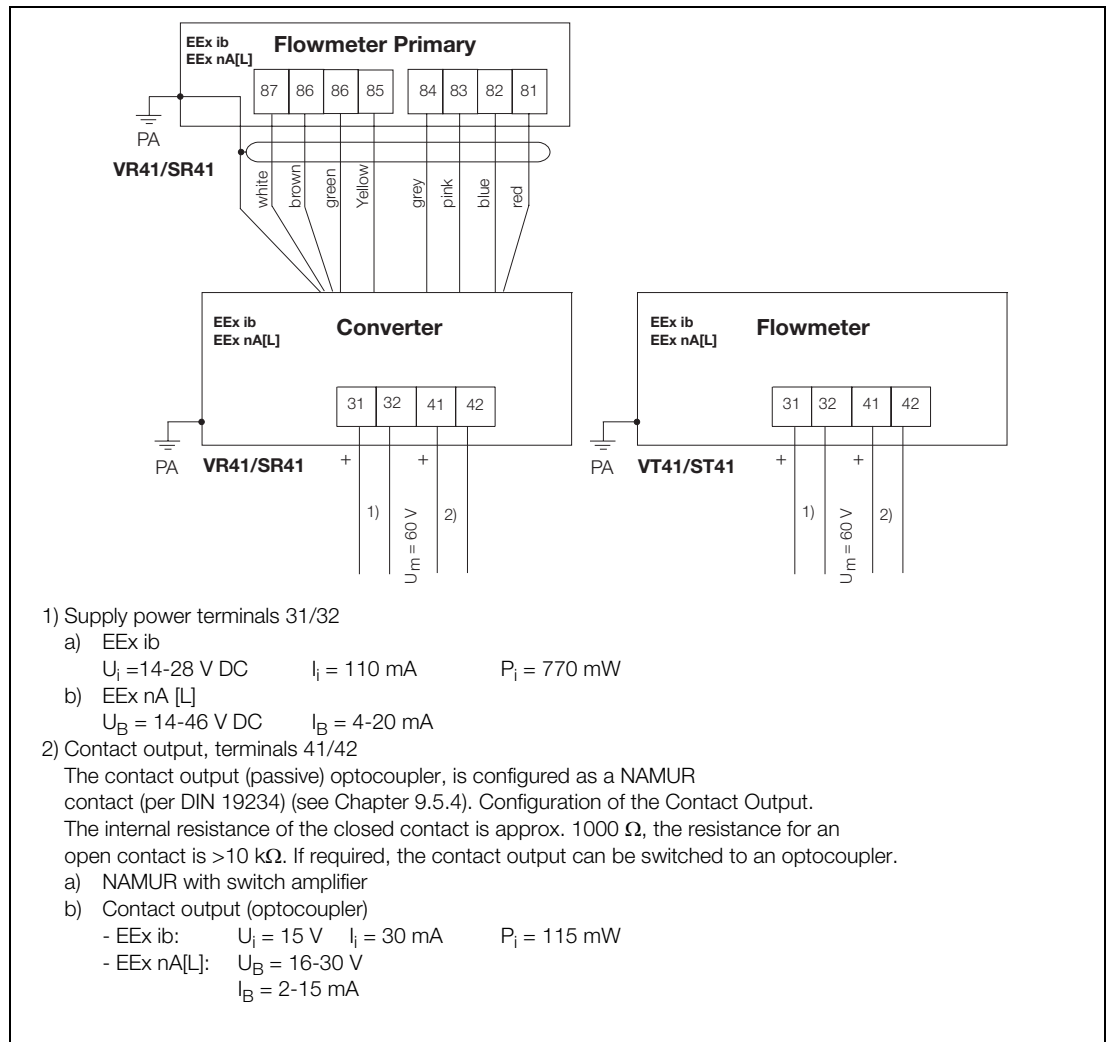 EEx ib
EEx nA[L]
Flowmeter Primary
87 86 86 85 84 83 82 81
PA
VR41/SR41
white
brown
green
Yellow
grey
pink
blue
red
EEx ib
EEx nA[L]
Converter
31 32 41 42
PA
VR41/SR41
+ +
1)
Um = 60 V
2)
EEx ib
EEx nA[L]
Flowmeter
31 32 41 42
PA
VT41/ST41
+ +
1)
Um = 60 V
2)
1) Supply power terminals 31/32
a) EEx ib
Ui =14-28 V DC Ii = 110 mA Pi = 770 mW
b) EEx nA [L]
UB = 14-46 V DC IB = 4-20 mA
2) Contact output, terminals 41/42
The contact output (passive) optocoupler, is configured as a NAMUR
contact (per DIN 19234) (see Chapter 9.5.4). Configuration of the Contact Output.
The internal resistance of the closed contact is approx. 1000 Ω, the resistance for an
open contact is >10 kΩ. If required, the contact output can be switched to an optocoupler.
a) NAMUR with switch amplifier
b) Contact output (optocoupler)
- EEx ib: Ui = 15 V Ii = 30 mA Pi = 115 mW
- EEx nA[L]: UB = 16-30 V
IB = 2-15 mA